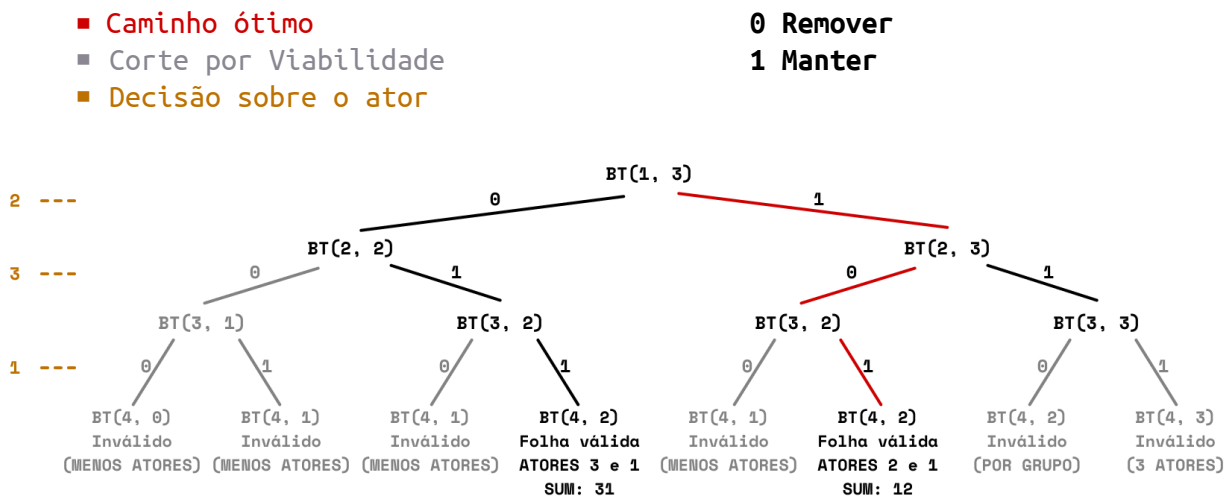 Caminho ótimo
Corte por Viabilidade
Decisão sobre o ator
0 Remover
1 Manter
BT(1, 3)
2 ---
0
1
BT(2, 2)
BT(2, 3)
3 ---
0
1
0
1
BT(3, 1)
BT(3, 2)
BT(3, 2)
BT(3, 3)
1 ---
0
1
0
1
0
1
0
1
BT(4, 0)
Inválido
(MENOS ATORES)
BT(4, 1)
Inválido
(MENOS ATORES)
BT(4, 1)
Inválido
(MENOS ATORES)
BT(4, 2)
Folha válida
ATORES 3 e 1
SUM: 31
BT(4, 1)
Inválido
(MENOS ATORES)
BT(4, 2)
Folha válida
ATORES 2 e 1
SUM: 12
BT(4, 2)
Inválido
(POR GRUPO)
BT(4, 3)
Inválido
(3 ATORES)